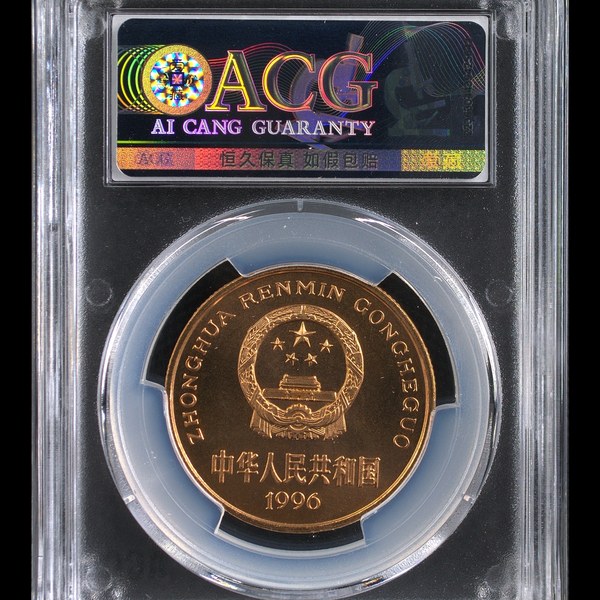 ACG
AI CANG GUARANTY
ACG 恒久保真 如假包赔
ZHONGHUA RENMIN GONGHEGUO
中华人民共和国
1996